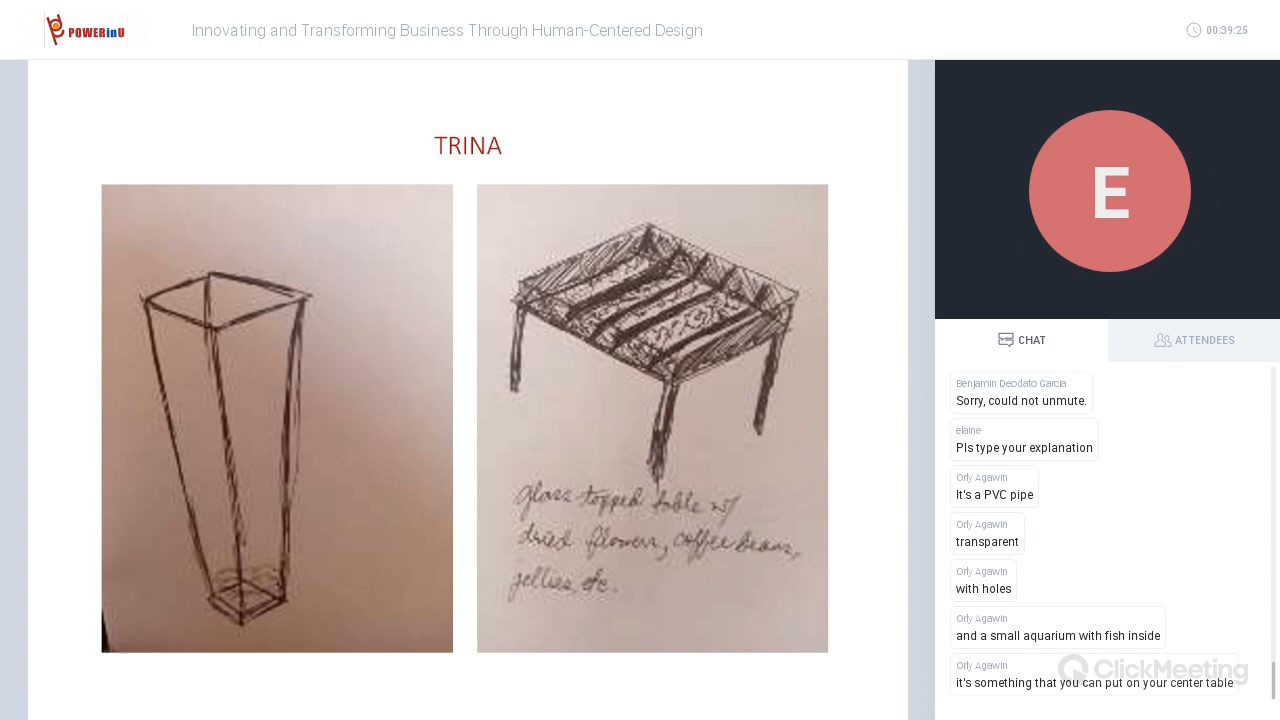 POWERinU
Innovating and Transforming Business Through Human-Centered Design
00:39:25
TRINA
glass topped table w/
dried flowers, coffee beans,
jellies, etc.
E
CHAT
ATTENDEES
Benjamin Deodato Garcia
Sorry, could not unmute.
elaine
Pls type your explanation
Orly Agawin
It's a PVC pipe
Orly Agawin
transparent
Orly Agawin
with holes
Orly Agawin
and a small aquarium with fish inside
Orly Agawin
it's something that you can put on your center table
ClickMeeting